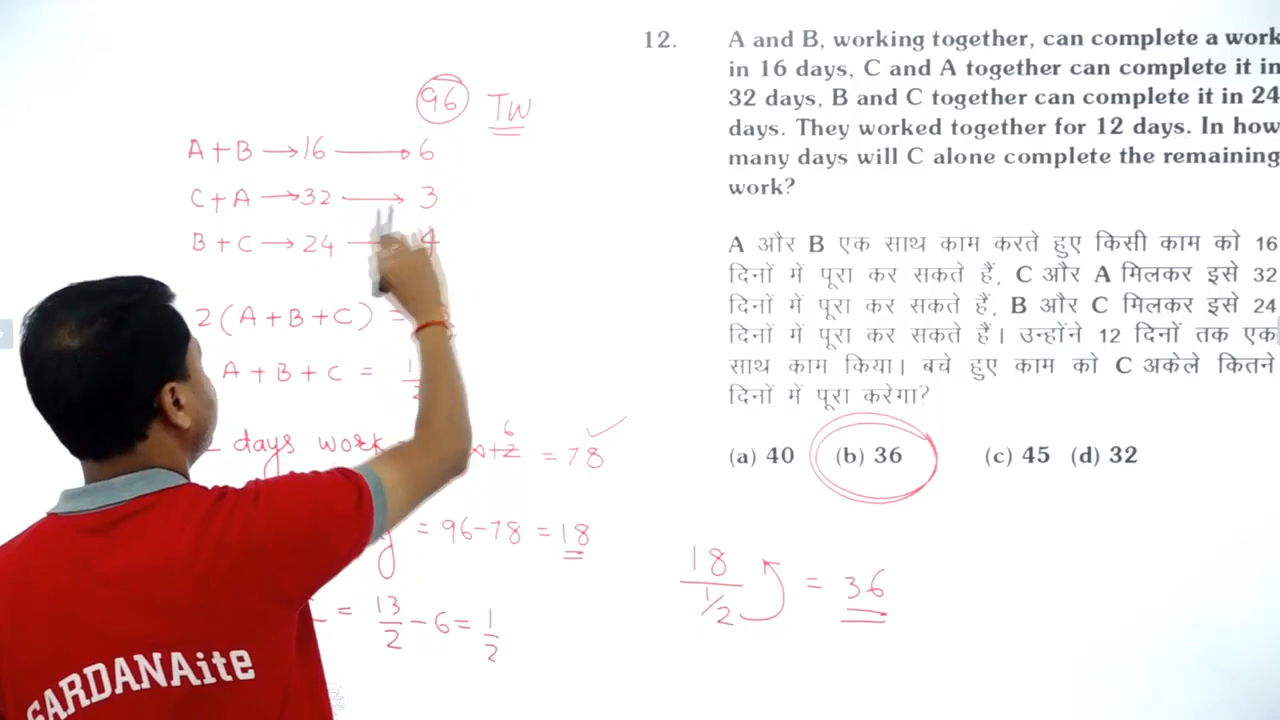 96 TW
A+B →16 → 6
C+A →32 → 3
B+C →24 → 4
2(A+B+C) =
A+B+C = 
days work = 78
= 96-78 = 18
= 13/2 - 6 = 1/2
18 / 1/2 = 36
SARDANAite
12. A and B, working together, can complete a work
in 16 days, C and A together can complete it in
32 days, B and C together can complete it in 24
days. They worked together for 12 days. In how
many days will C alone complete the remaining
work?
A और B एक साथ काम करते हुए किसी काम को 16
दिनों में पूरा कर सकते हैं, C और A मिलकर इसे 32
दिनों में पूरा कर सकते हैं, B और C मिलकर इसे 24
दिनों में पूरा कर सकते हैं। उन्होंने 12 दिनों तक एक
साथ काम किया। बचे हुए काम को C अकेले कितने
दिनों में पूरा करेगा?
(a) 40 (b) 36 (c) 45 (d) 32